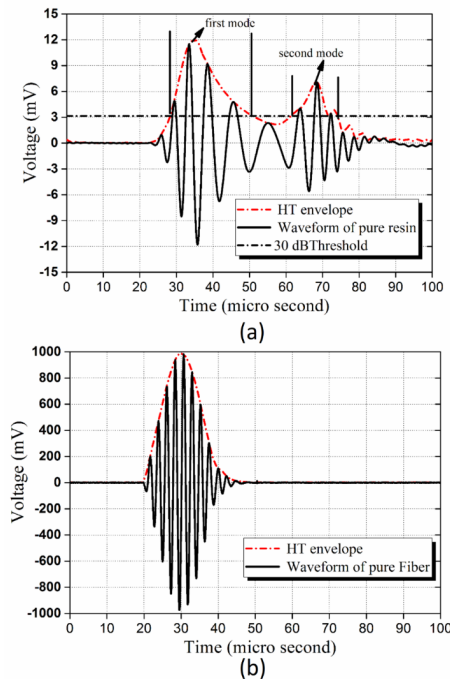 15
12
9
6
3
0
-3
-6
-9
-12
-15
Voltage (mV)
first mode
second mode
HT envelope
Waveform of pure resin
30 dBThreshold
0 10 20 30 40 50 60 70 80 90 100
Time (micro second)
(a)
1000
800
600
400
200
0
-200
-400
-600
-800
-1000
Voltage (mV)
HT envelope
Waveform of pure Fiber
0 10 20 30 40 50 60 70 80 90 100
Time (micro second)
(b)